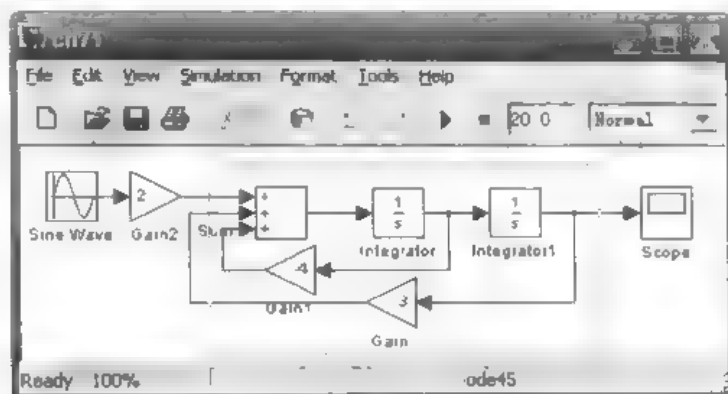 File Edit View Simulation Format Tools Help
20.0 Normal
2
+
+
+
1
s
1
s
Sine Wave Gain2 Integrator Integrator1 Scope
-4
Gain1
3
Gain
Ready 100% ode45